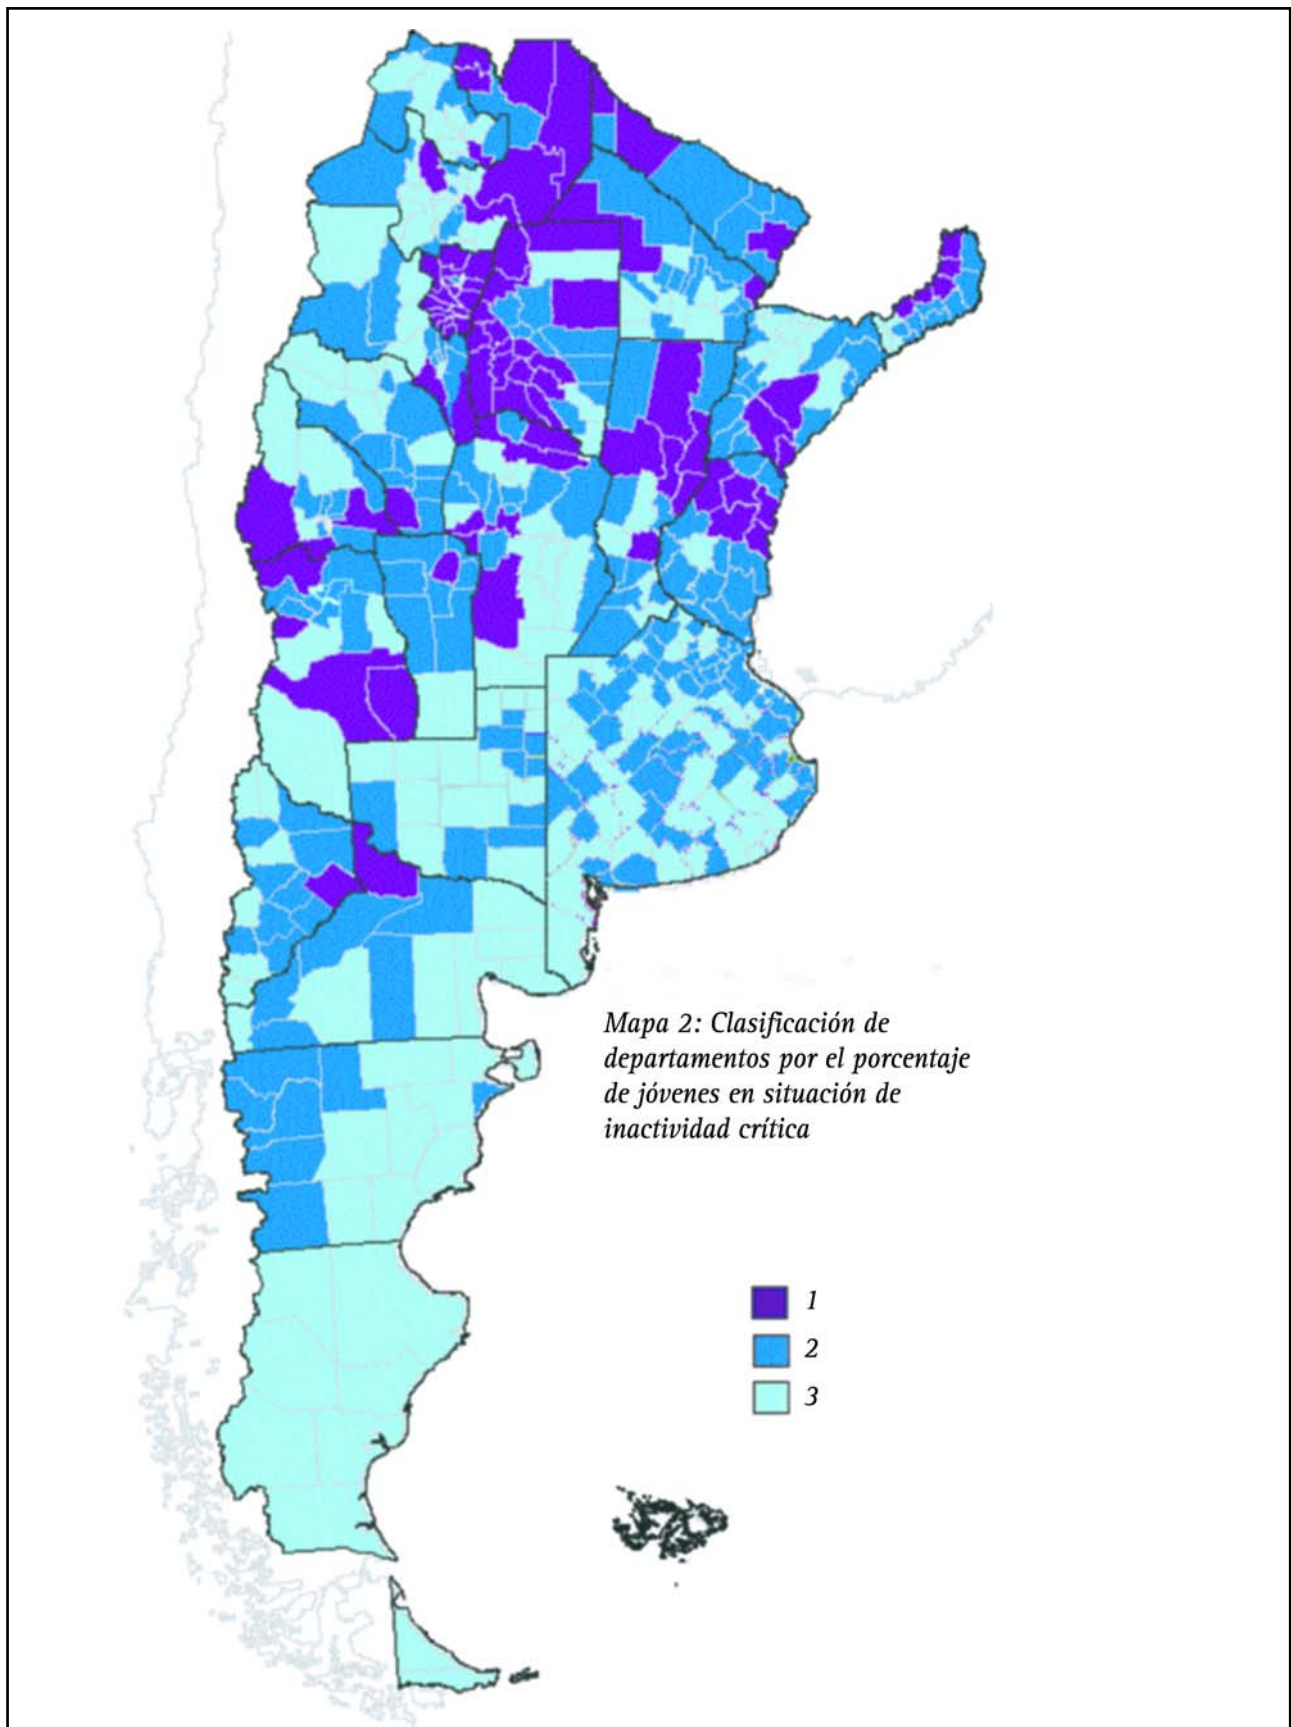 Mapa 2: Clasificación de
departamentos por el porcentaje
de jóvenes en situación de
inactividad crítica
1
2
3